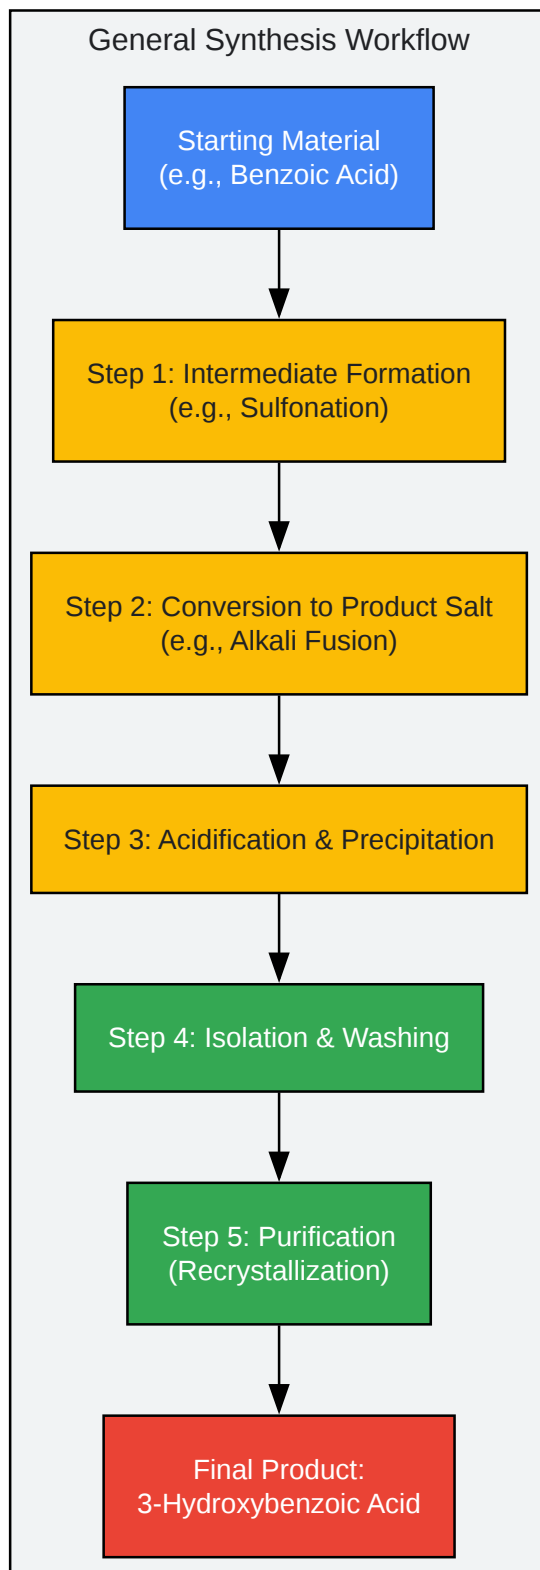 General Synthesis Workflow
Starting Material
(e.g., Benzoic Acid)
Step 1: Intermediate Formation
(e.g., Sulfonation)
Step 2: Conversion to Product Salt
(e.g., Alkali Fusion)
Step 3: Acidification & Precipitation
Step 4: Isolation & Washing
Step 5: Purification
(Recrystallization)
Final Product:
3-Hydroxybenzoic Acid